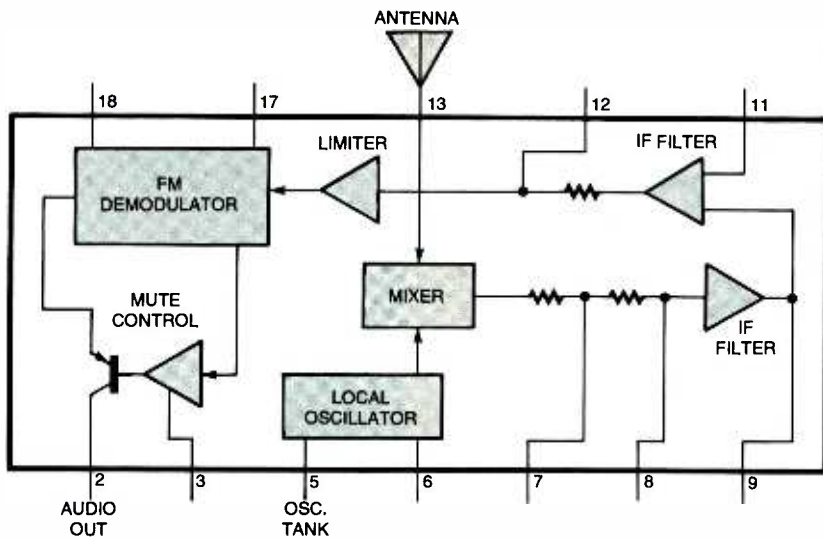 ANTENNA
18
17
13
12
11
LIMITER
IF FILTER
FM
DEMODULATOR
MIXER
MUTE
CONTROL
IF
FILTER
LOCAL
OSCILLATOR
2
3
5
6
7
8
9
AUDIO
OUT
OSC.
TANK